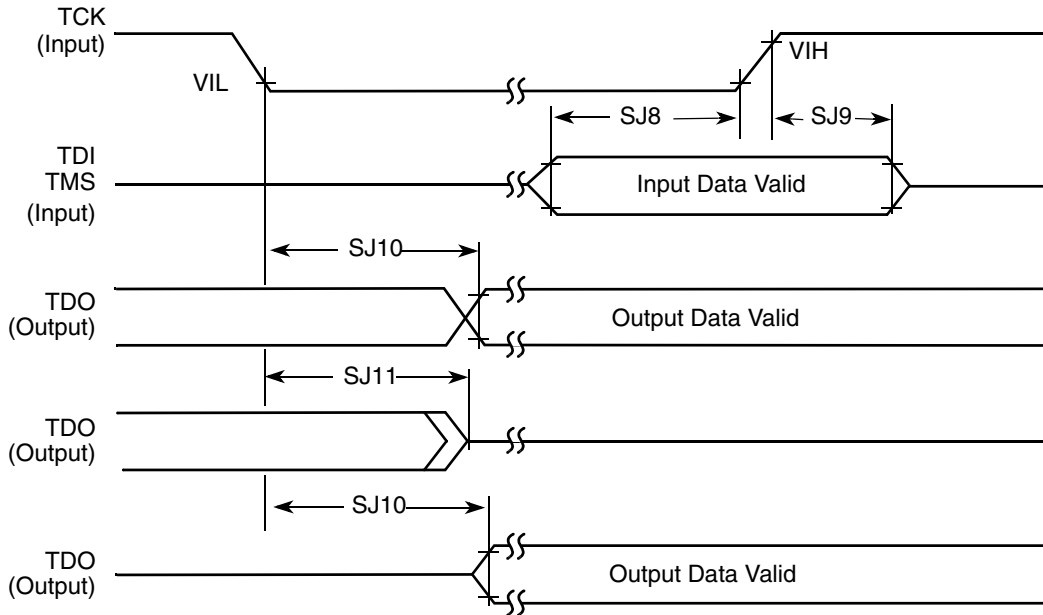 TCK
(Input)
VIL
VIH
SJ8
SJ9
TDI
TMS
(Input)
Input Data Valid
SJ10
TDO
(Output)
Output Data Valid
SJ11
TDO
(Output)
SJ10
TDO
(Output)
Output Data Valid